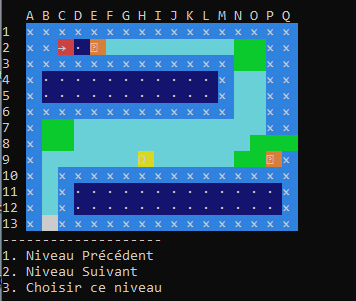 A B C D E F G H I J K L M N O P Q
1 x x x x x x x x x x x x x x x x x
2 x x → · x x
3 x x x x x x x x x x x x x x x
4 x · · · · · · · · · · · x x x
5 x · · · · · · · · · · · x x x
6 x x x x x x x x x x x x x x x
7 x x x
8 x
9 x x
10 x x x x x x x x x x x x x x x x
11 x x · · · · · · · · · · · · · x
12 x x · · · · · · · · · · · · · x
13 x x x x x x x x x x x x x x x x
--------------------
1. Niveau Précédent
2. Niveau Suivant
3. Choisir ce niveau